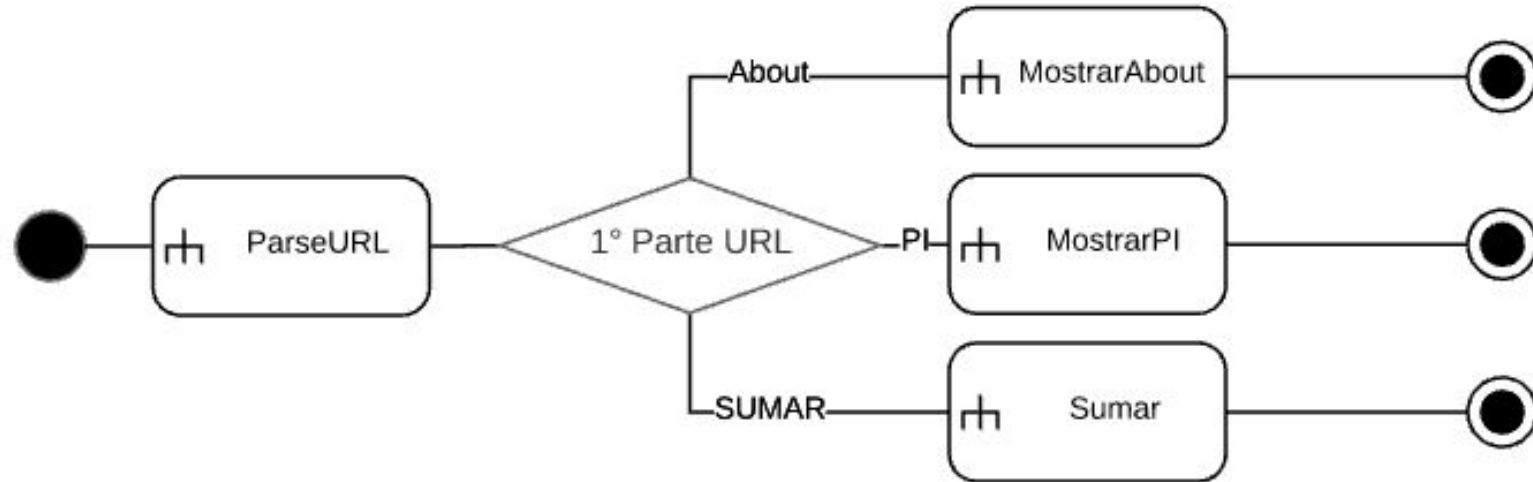 About
MostrarAbout
ParseURL
1° Parte URL
PI
MostrarPI
SUMAR
Sumar